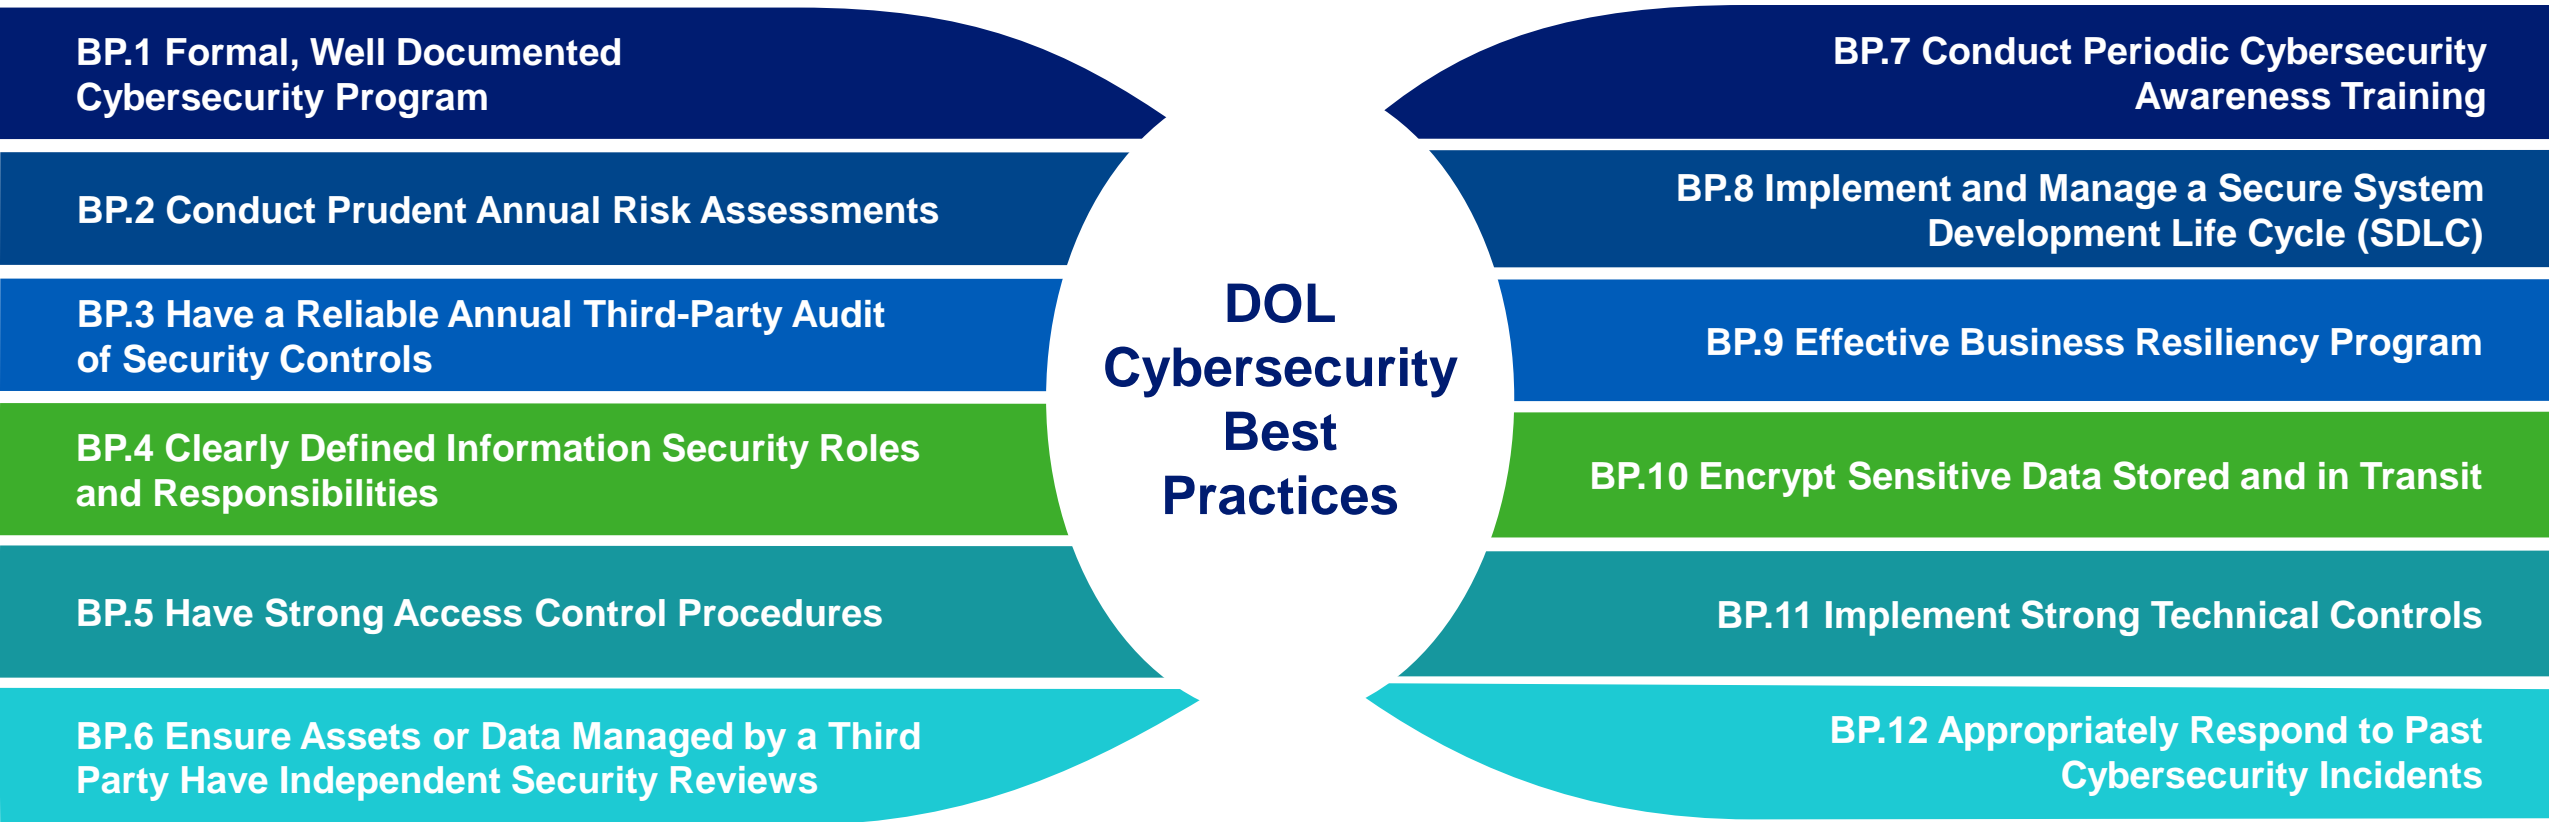 BP.1 Formal, Well Documented
Cybersecurity Program
BP.2 Conduct Prudent Annual Risk Assessments
BP.3 Have a Reliable Annual Third-Party Audit
of Security Controls
BP.4 Clearly Defined Information Security Roles
and Responsibilities
BP.5 Have Strong Access Control Procedures
BP.6 Ensure Assets or Data Managed by a Third
Party Have Independent Security Reviews
DOL
Cybersecurity
Best
Practices
BP.7 Conduct Periodic Cybersecurity
Awareness Training
BP.8 Implement and Manage a Secure System
Development Life Cycle (SDLC)
BP.9 Effective Business Resiliency Program
BP.10 Encrypt Sensitive Data Stored and in Transit
BP.11 Implement Strong Technical Controls
BP.12 Appropriately Respond to Past
Cybersecurity Incidents